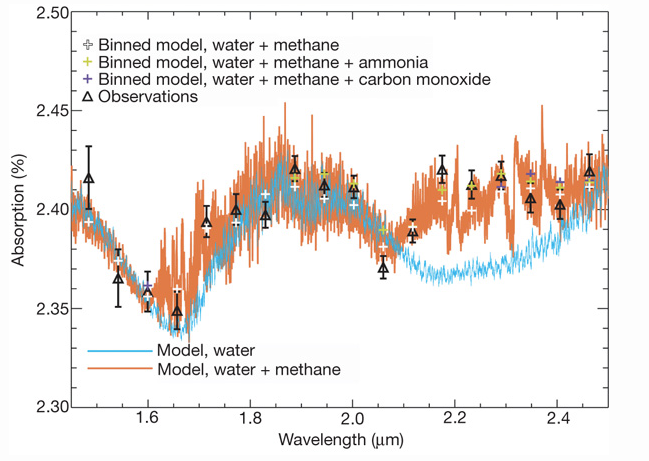 2.50
Binned model, water + methane
Binned model, water + methane + ammonia
Binned model, water + methane + carbon monoxide
Observations
2.45
Absorption (%)
2.40
2.35
Model, water
Model, water + methane
2.30
1.6 1.8 2.0 2.2 2.4
Wavelength (μm)